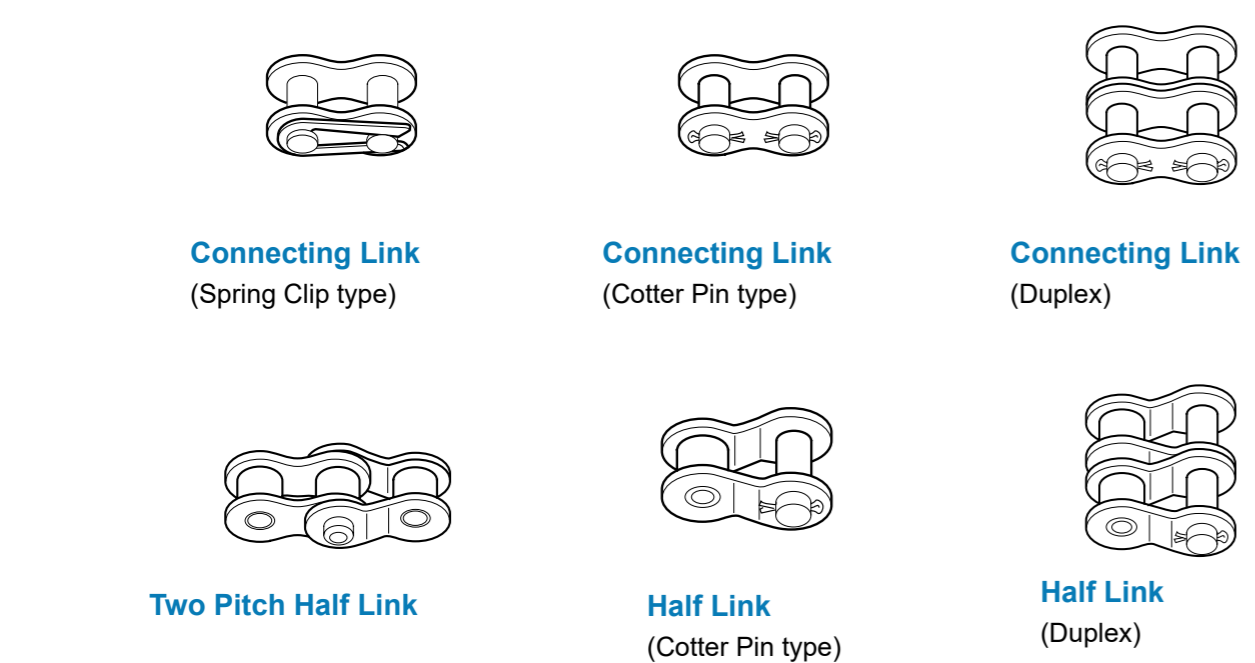 Connecting Link
(Spring Clip type)
Connecting Link
(Cotter Pin type)
Connecting Link
(Duplex)
Two Pitch Half Link
Half Link
(Cotter Pin type)
Half Link
(Duplex)